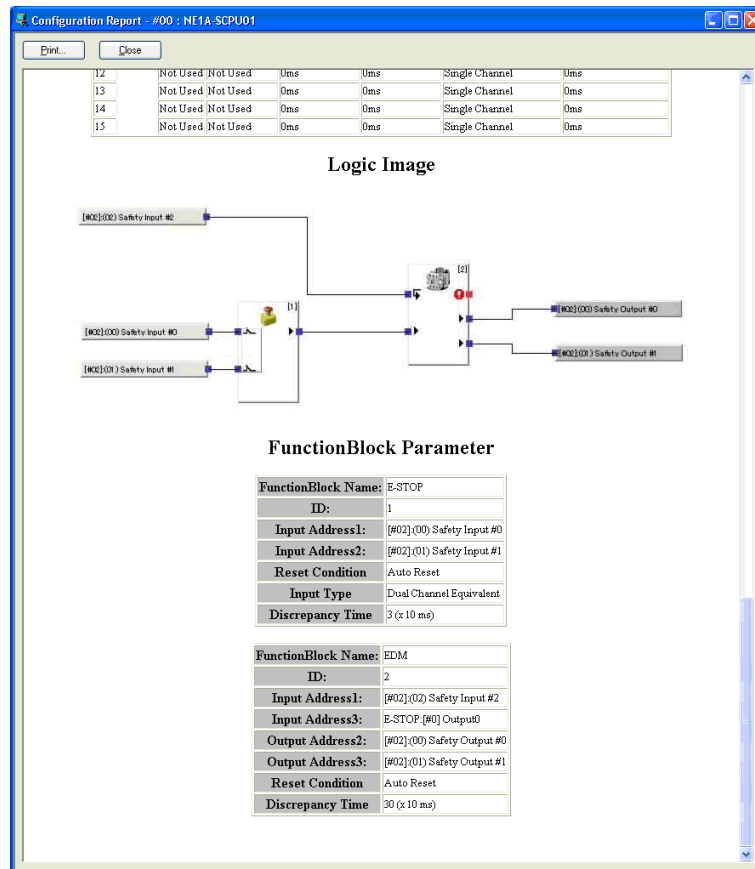 Configuration Report - #00 : NE1A-SCPU01
Print... Close
12 Not Used Not Used 0ms 0ms Single Channel 0ms
13 Not Used Not Used 0ms 0ms Single Channel 0ms
14 Not Used Not Used 0ms 0ms Single Channel 0ms
15 Not Used Not Used 0ms 0ms Single Channel 0ms
Logic Image
[#02]:(02) Safety Input #2
[2]
[1]
[#02]:(00) Safety Output #0
[#02]:(00) Safety Input #0
[#02]:(01) Safety Output #1
[#02]:(01) Safety Input #1
FunctionBlock Parameter
FunctionBlock Name: E-STOP
ID: 1
Input Address1: [#02]:(00) Safety Input #0
Input Address2: [#02]:(01) Safety Input #1
Reset Condition Auto Reset
Input Type Dual Channel Equivalent
Discrepancy Time 3 (x 10 ms)
FunctionBlock Name: EDM
ID: 2
Input Address1: [#02]:(02) Safety Input #2
Input Address3: E-STOP:[#0] Output0
Output Address2: [#02]:(00) Safety Output #0
Output Address3: [#02]:(01) Safety Output #1
Reset Condition Auto Reset
Discrepancy Time 30 (x 10 ms)